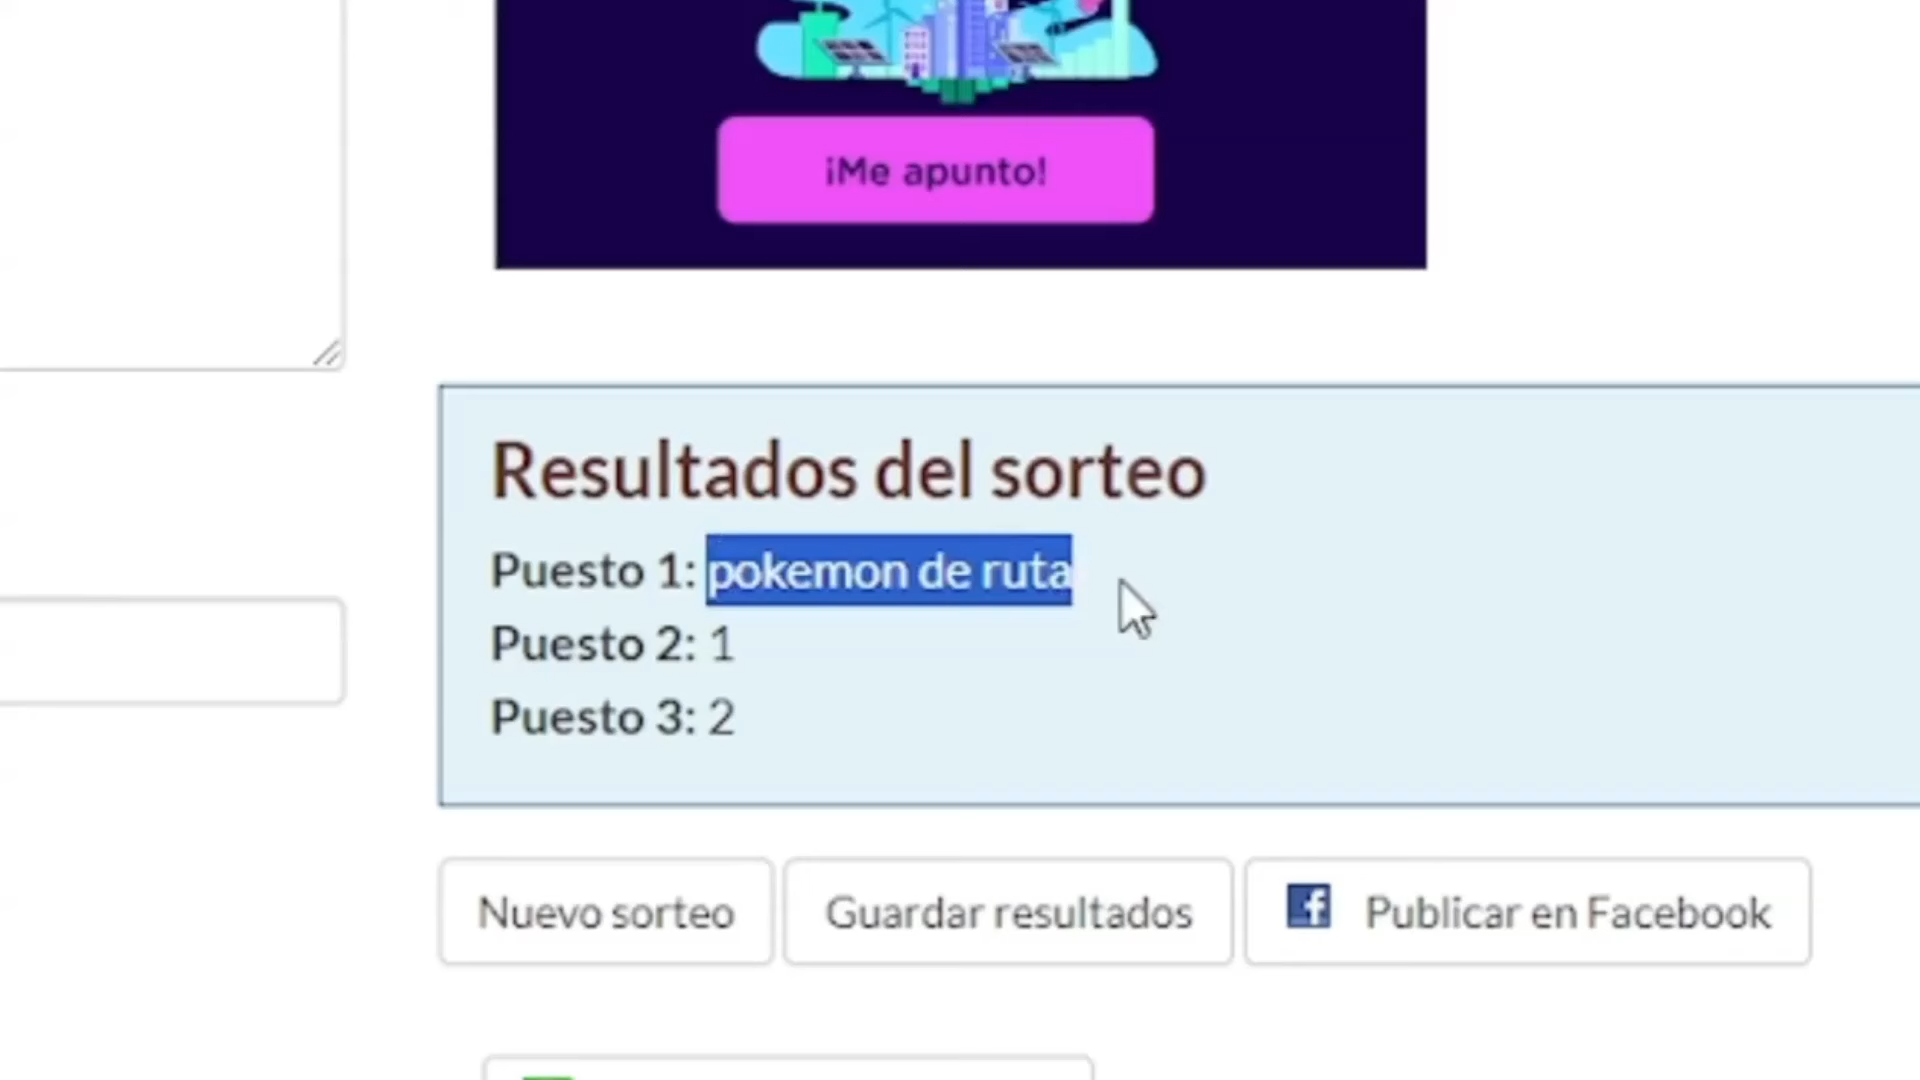 ¡Me apunto!
Resultados del sorteo
Puesto 1: pokemon de ruta
Puesto 2: 1
Puesto 3: 2
Nuevo sorteo
Guardar resultados
Publicar en Facebook